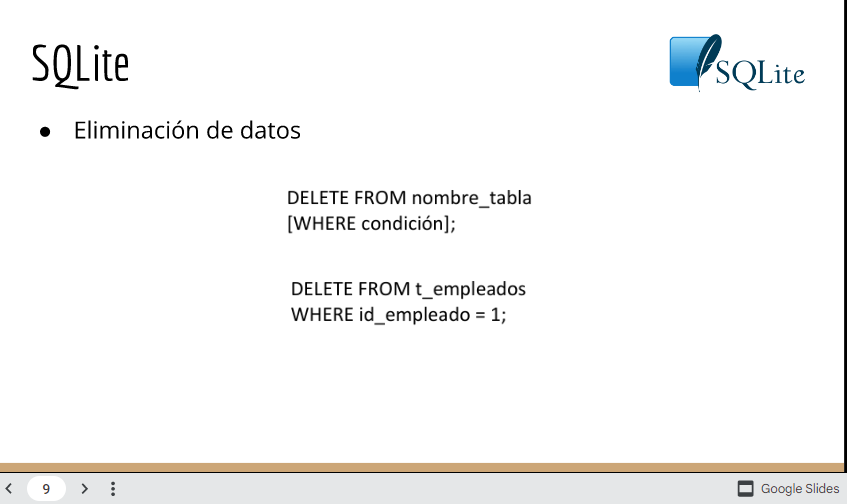 SQLite
SQLite
● Eliminación de datos
DELETE FROM nombre_tabla
[WHERE condición];
DELETE FROM t_empleados
WHERE id_empleado = 1;
9
Google Slides